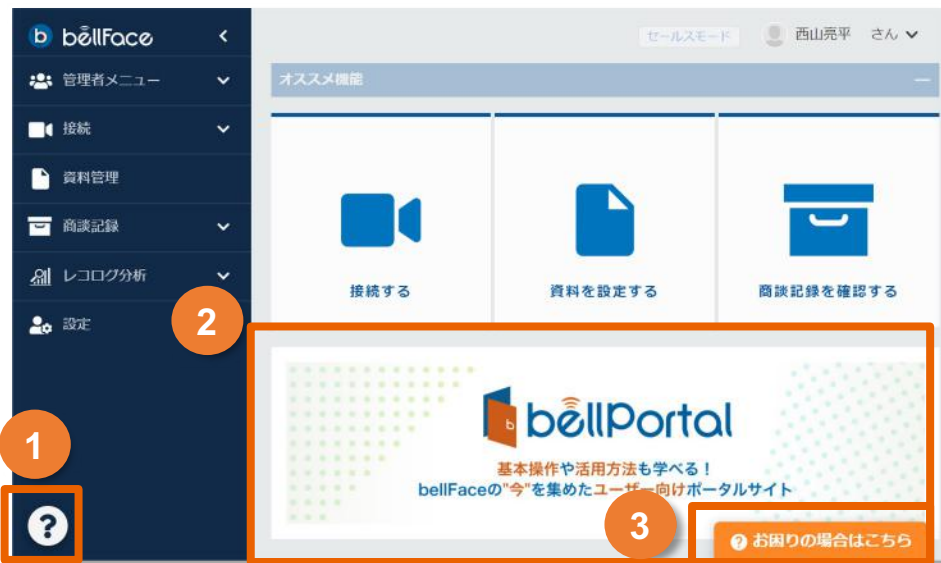 bellFace
セールスモード
西山亮平 さん
管理者メニュー
接続
資料管理
商談記録
レコログ分析
設定
オススメ機能
接続する
資料を設定する
商談記録を確認する
2
1
?
b bellPortal
基本操作や活用方法も学べる！
bellFaceの"今"を集めたユーザー向けポータルサイト
3
? お困りの場合はこちら